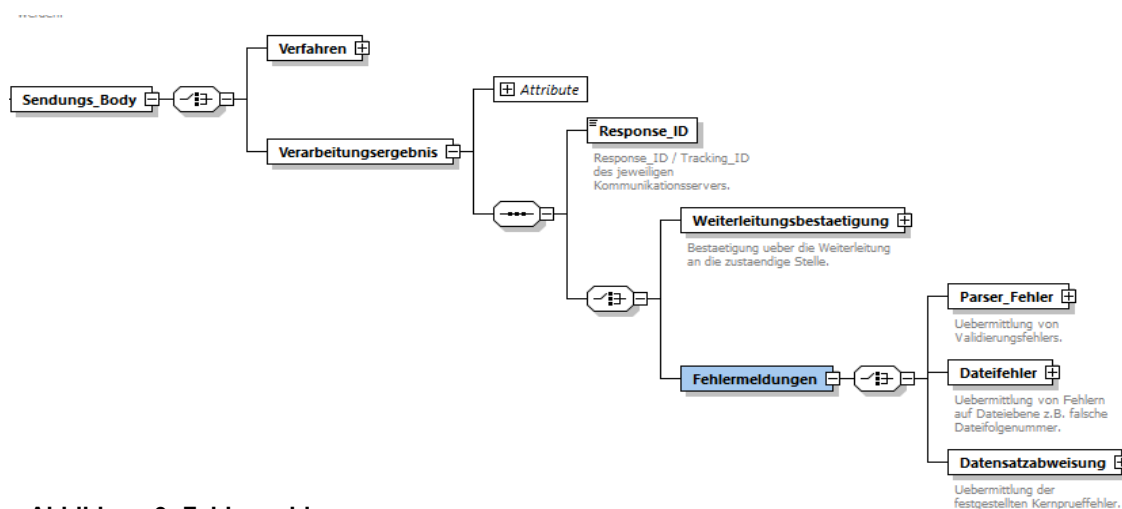 Verfahren
Attribute
Sendungs_Body
Response_ID
Verarbeitungsergebnis
Response_ID / Tracking_ID
des jeweiligen
Kommunikationsservers.
Weiterleitungsbestaetigung
Bestaetigung ueber die Weiterleitung
an die zustaendige Stelle.
Parser_Fehler
Uebermittlung von
Validierungsfehlers.
Fehlermeldungen
Dateifehler
Uebermittlung von Fehlern
auf Dateiebene z.B. falsche
Dateifolgenummer.
Datensatzabweisung
Uebermittlung der
festgestellten Kernprueffehler.